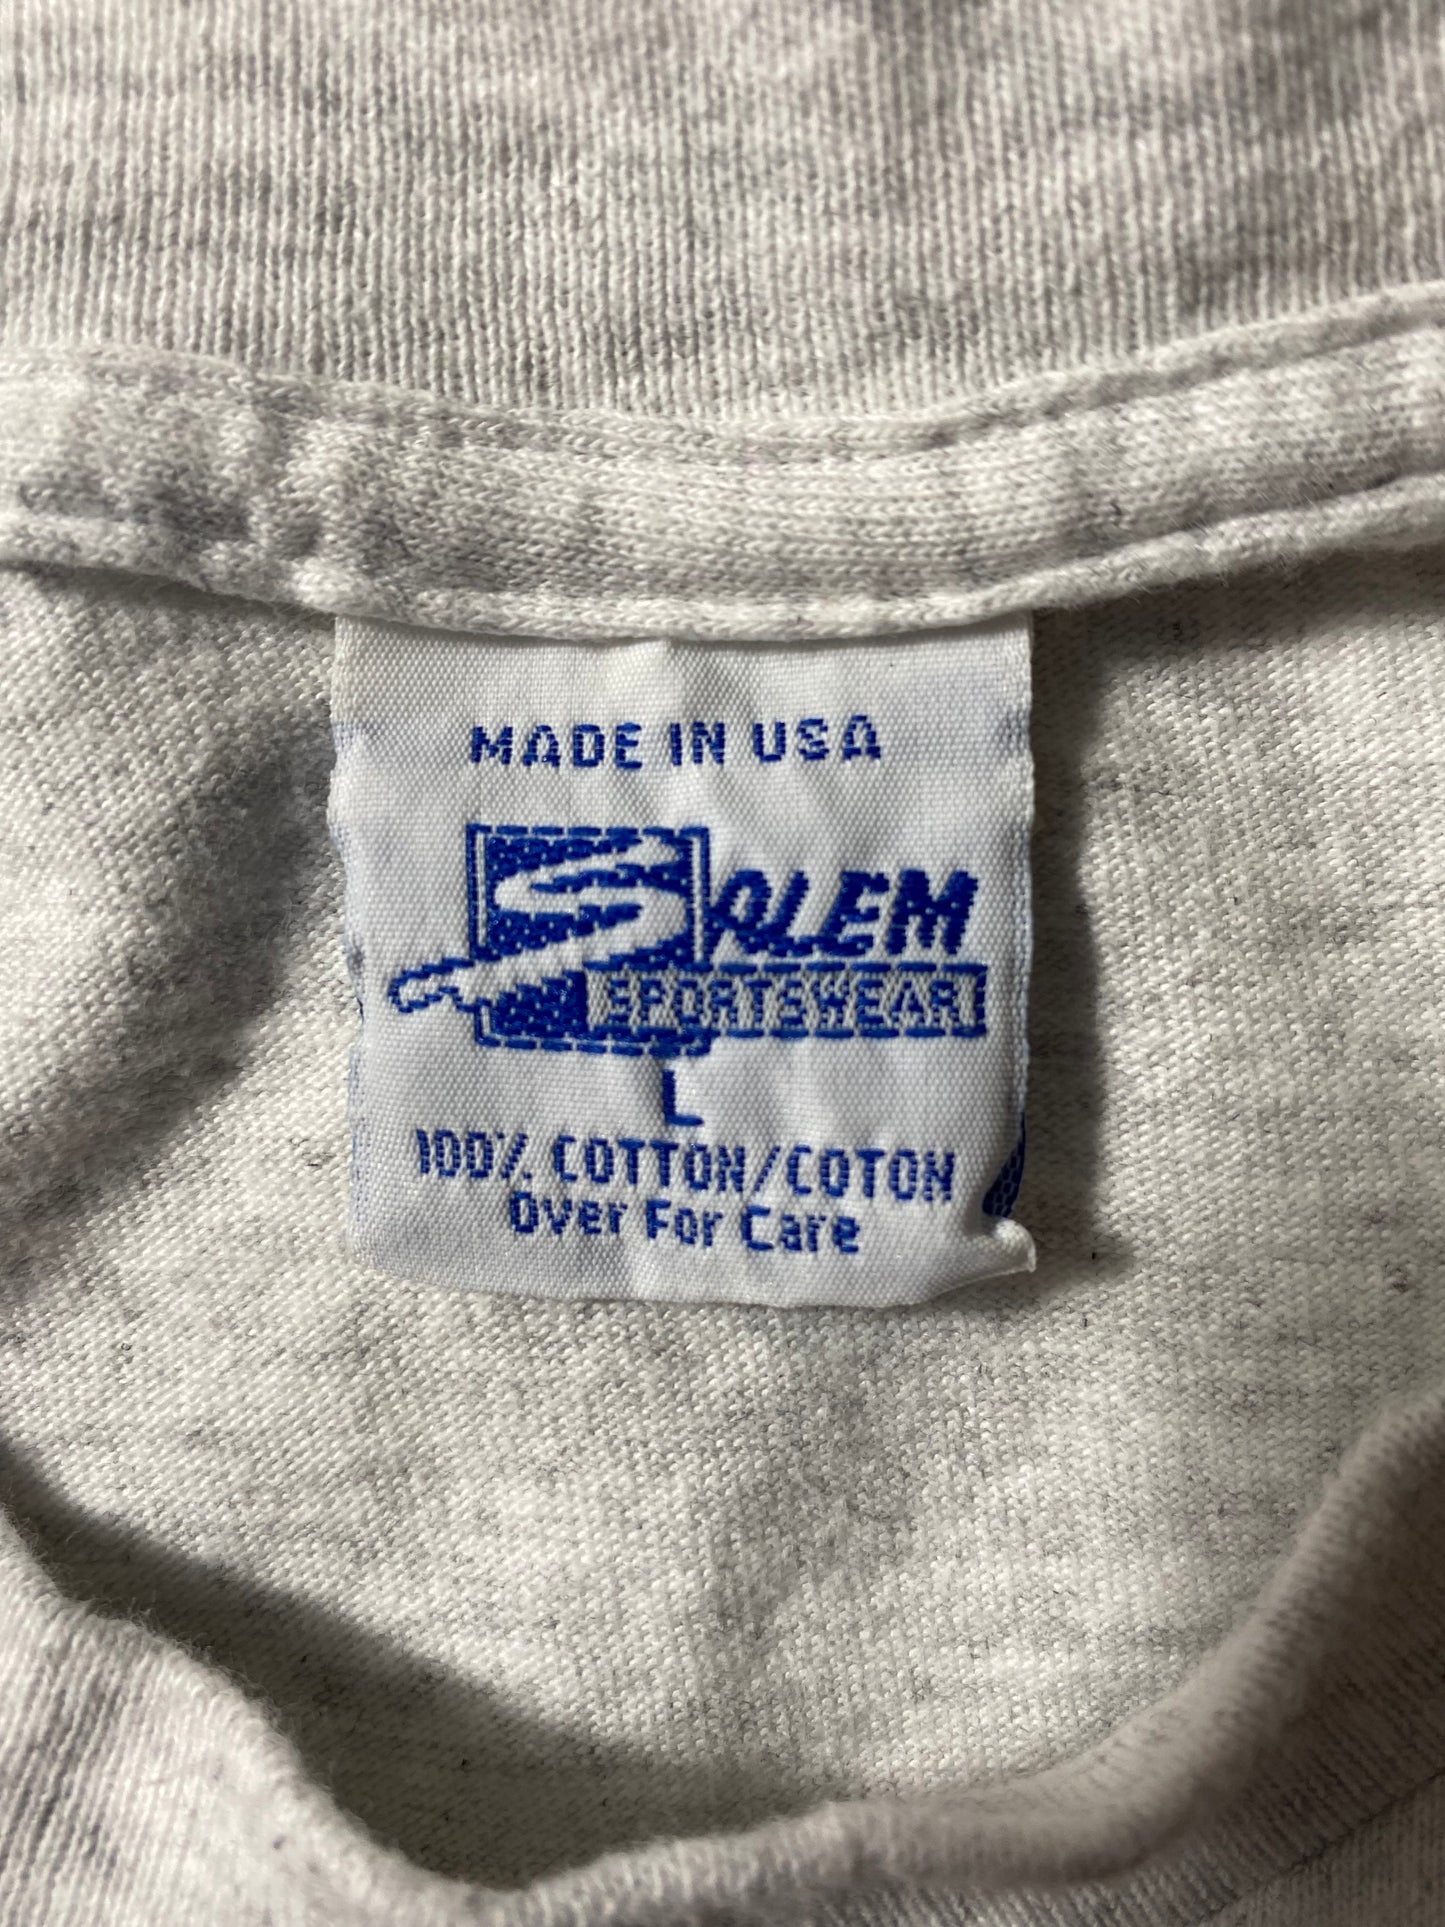 MADE IN USA
SALEM
SPORTSWEAR
L
100% COTTON/COTON
Over For Care